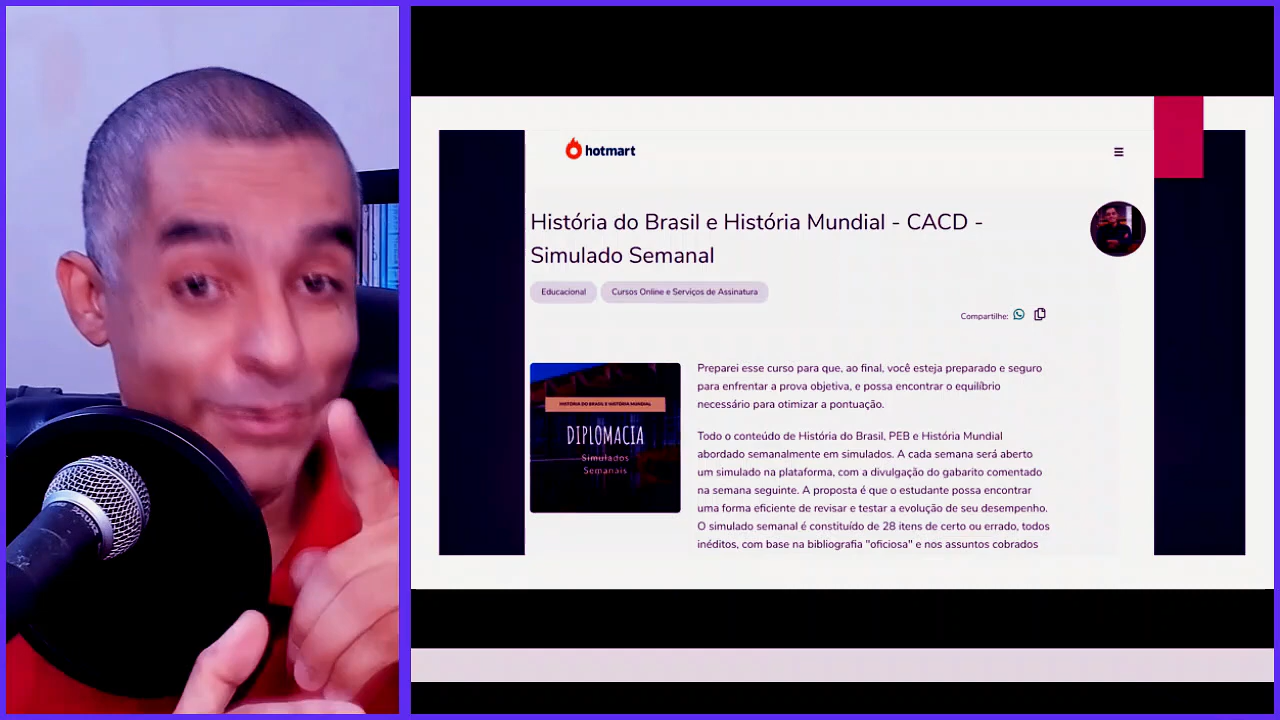 hotmart
História do Brasil e História Mundial - CACD -
Simulado Semanal
Educacional
Cursos Online e Serviços de Assinatura
Compartilhe:
HISTÓRIA DO BRASIL E HISTÓRIA MUNDIAL
DIPLOMACIA
Simulados
Semanais
Preparei esse curso para que, ao final, você esteja preparado e seguro
para enfrentar a prova objetiva, e possa encontrar o equilíbrio
necessário para otimizar a pontuação.
Todo o conteúdo de História do Brasil, PEB e História Mundial
abordado semanalmente em simulados. A cada semana será aberto
um simulado na plataforma, com a divulgação do gabarito comentado
na semana seguinte. A proposta é que o estudante possa encontrar
uma forma eficiente de revisar e testar a evolução de seu desempenho.
O simulado semanal é constituído de 28 itens de certo ou errado, todos
inéditos, com base na bibliografia "oficiosa" e nos assuntos cobrados